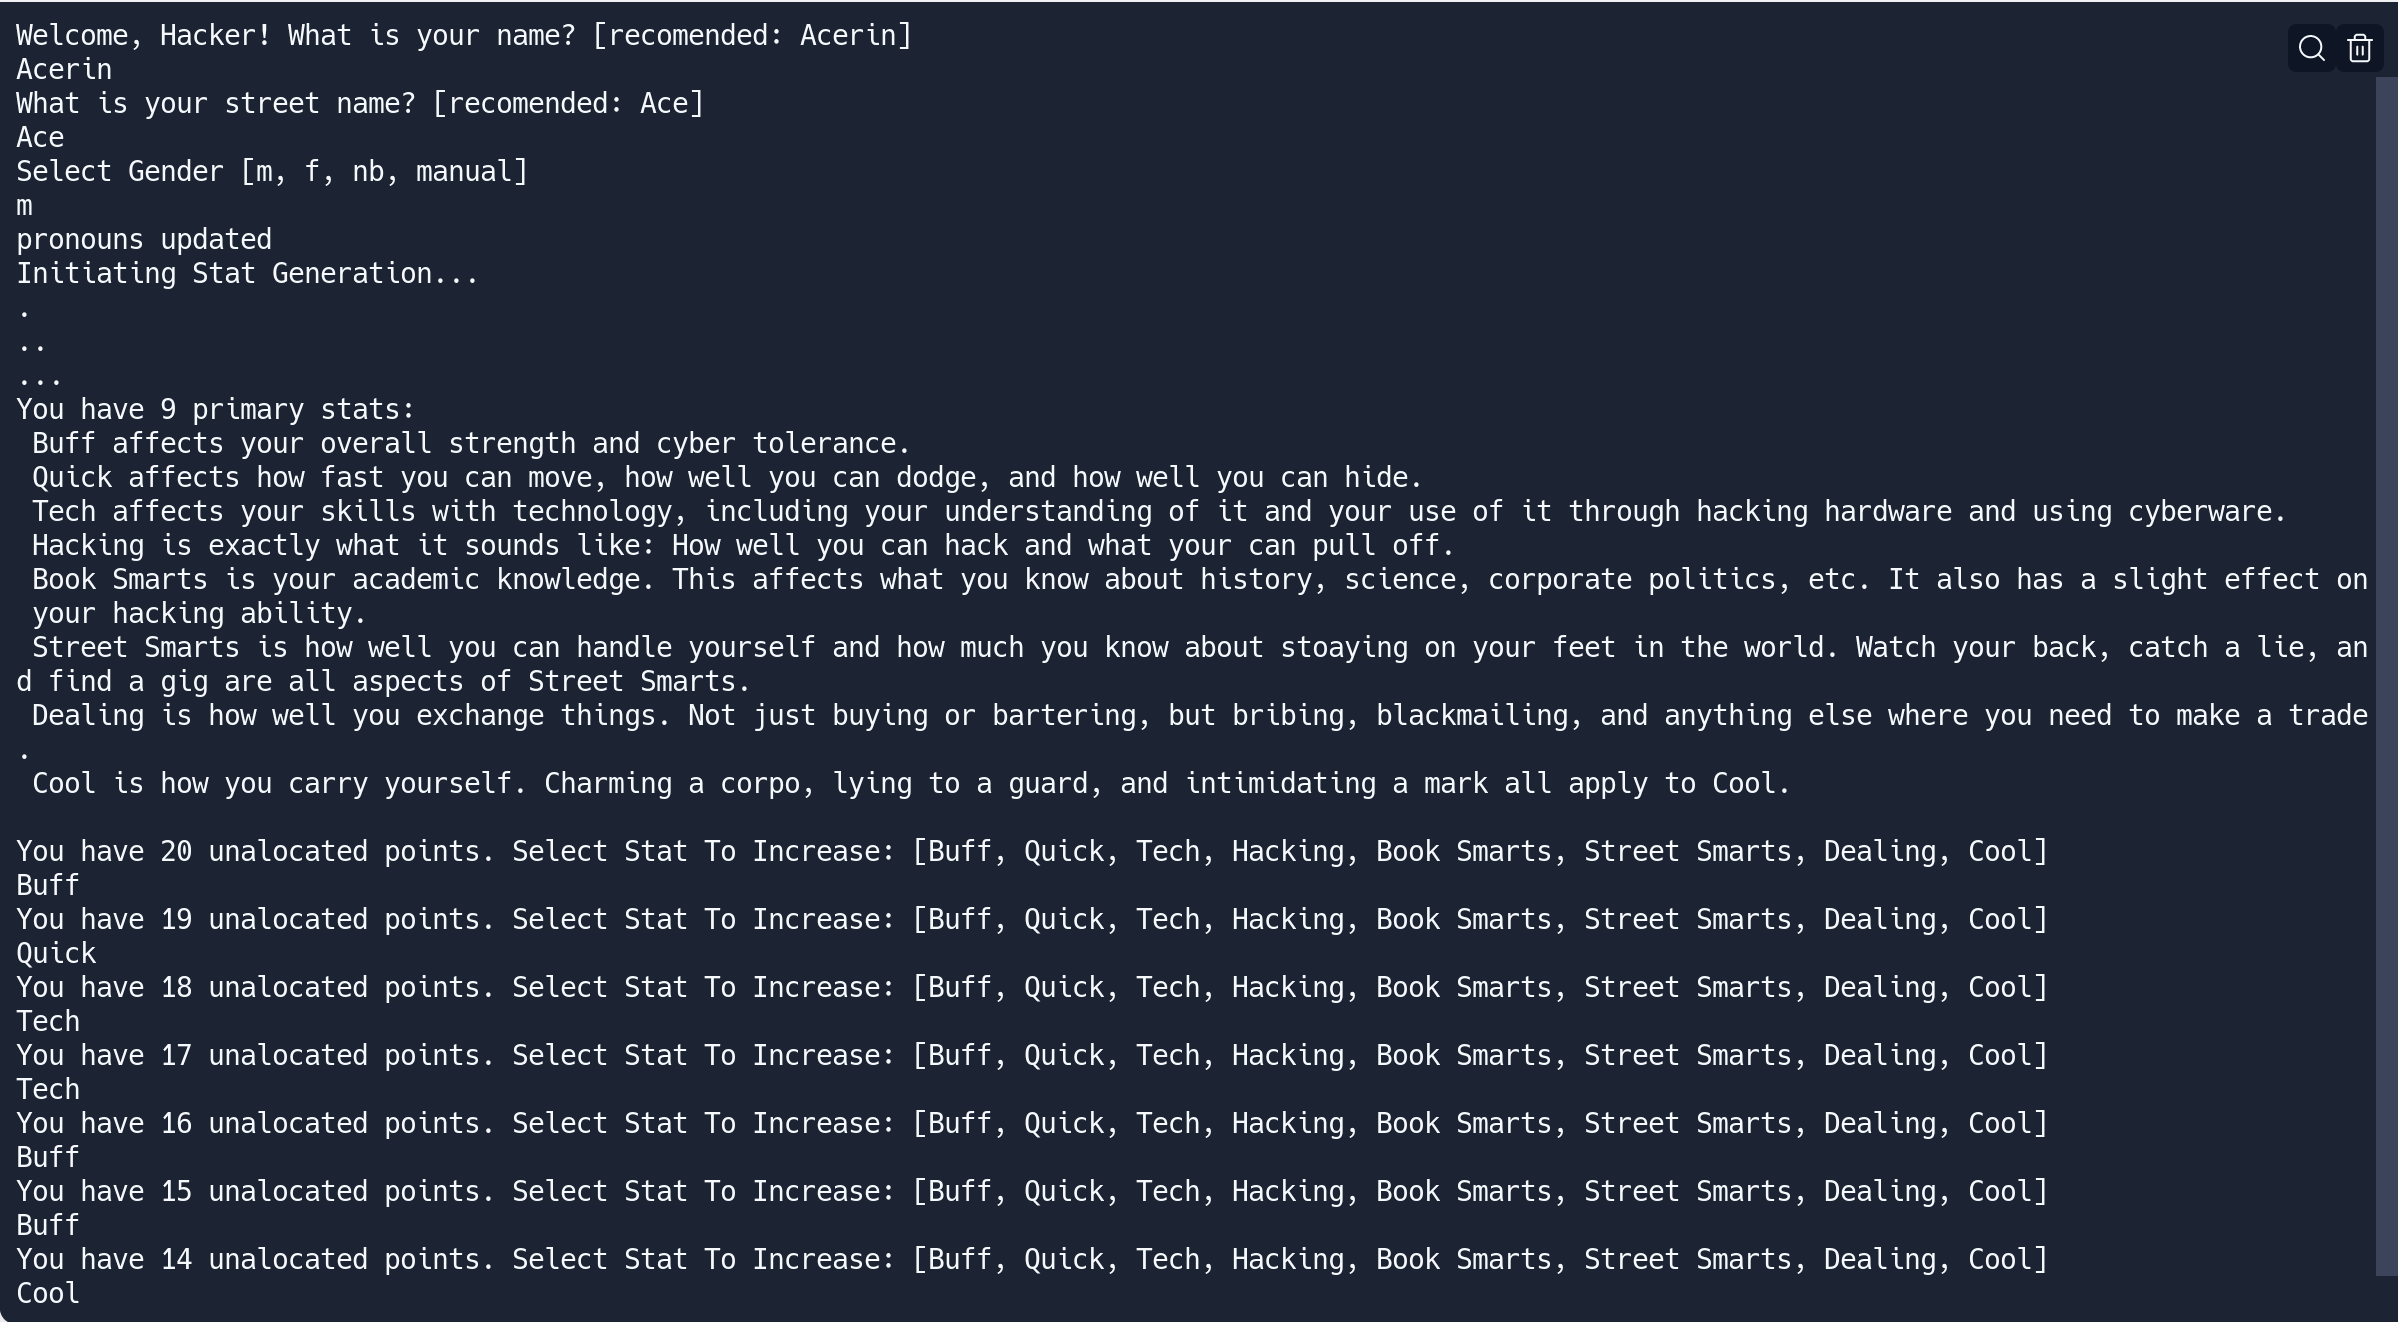 Welcome, Hacker! What is your name? [recomended: Acerin]
Acerin
What is your street name? [recomended: Ace]
Ace
Select Gender [m, f, nb, manual]
m
pronouns updated
Initiating Stat Generation...
.
..
...
You have 9 primary stats:
 Buff affects your overall strength and cyber tolerance.
 Quick affects how fast you can move, how well you can dodge, and how well you can hide.
 Tech affects your skills with technology, including your understanding of it and your use of it through hacking hardware and using cyberware.
 Hacking is exactly what it sounds like: How well you can hack and what your can pull off.
 Book Smarts is your academic knowledge. This affects what you know about history, science, corporate politics, etc. It also has a slight effect on
 your hacking ability.
 Street Smarts is how well you can handle yourself and how much you know about stoaying on your feet in the world. Watch your back, catch a lie, an
d find a gig are all aspects of Street Smarts.
 Dealing is how well you exchange things. Not just buying or bartering, but bribing, blackmailing, and anything else where you need to make a trade
.
 Cool is how you carry yourself. Charming a corpo, lying to a guard, and intimidating a mark all apply to Cool.

You have 20 unalocated points. Select Stat To Increase: [Buff, Quick, Tech, Hacking, Book Smarts, Street Smarts, Dealing, Cool]
Buff
You have 19 unalocated points. Select Stat To Increase: [Buff, Quick, Tech, Hacking, Book Smarts, Street Smarts, Dealing, Cool]
Quick
You have 18 unalocated points. Select Stat To Increase: [Buff, Quick, Tech, Hacking, Book Smarts, Street Smarts, Dealing, Cool]
Tech
You have 17 unalocated points. Select Stat To Increase: [Buff, Quick, Tech, Hacking, Book Smarts, Street Smarts, Dealing, Cool]
Tech
You have 16 unalocated points. Select Stat To Increase: [Buff, Quick, Tech, Hacking, Book Smarts, Street Smarts, Dealing, Cool]
Buff
You have 15 unalocated points. Select Stat To Increase: [Buff, Quick, Tech, Hacking, Book Smarts, Street Smarts, Dealing, Cool]
Buff
You have 14 unalocated points. Select Stat To Increase: [Buff, Quick, Tech, Hacking, Book Smarts, Street Smarts, Dealing, Cool]
Cool